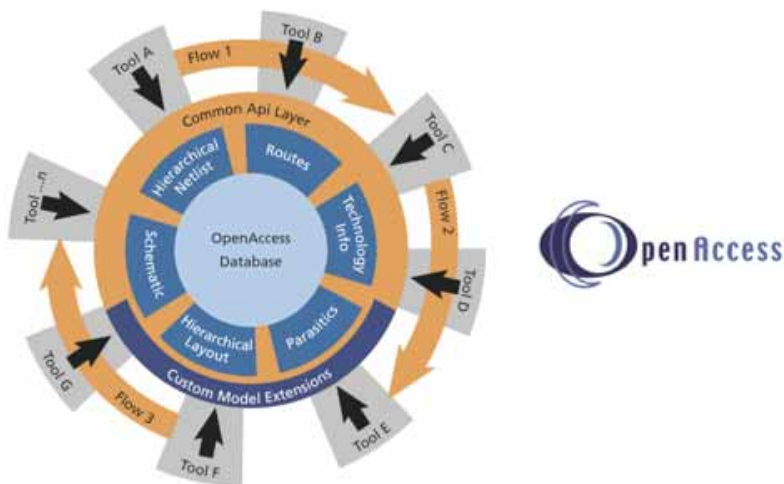 Tool A
Flow 1
Tool B
Tool C
Flow 2
Tool D
Tool E
Tool F
Flow 3
Tool G
Tool ...n
Common Api Layer
Hierarchical
Netlist
Routes
Technology
Info
Parasitics
Hierarchical
Layout
Schematic
OpenAccess
Database
Custom Model Extensions
OpenAccess